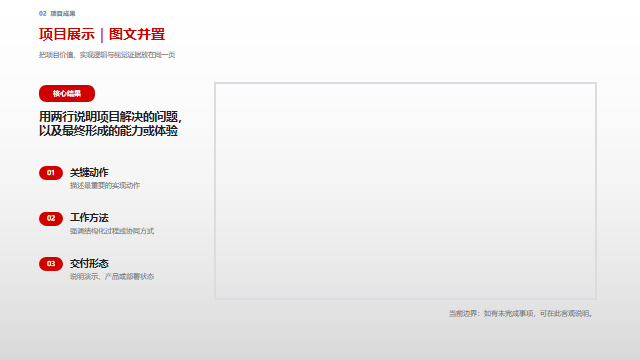 02 项目成果
项目展示｜图文并置
把项目价值、实现逻辑与视觉证据放在同一页
核心结果
用两行说明项目解决的问题，
以及最终形成的能力或体验
01 关键动作
描述最重要的实现动作
02 工作方法
强调结构化过程或协同方式
03 交付形态
说明演示、产品或部署状态
当前边界：如有未完成事项，可在此客观说明。